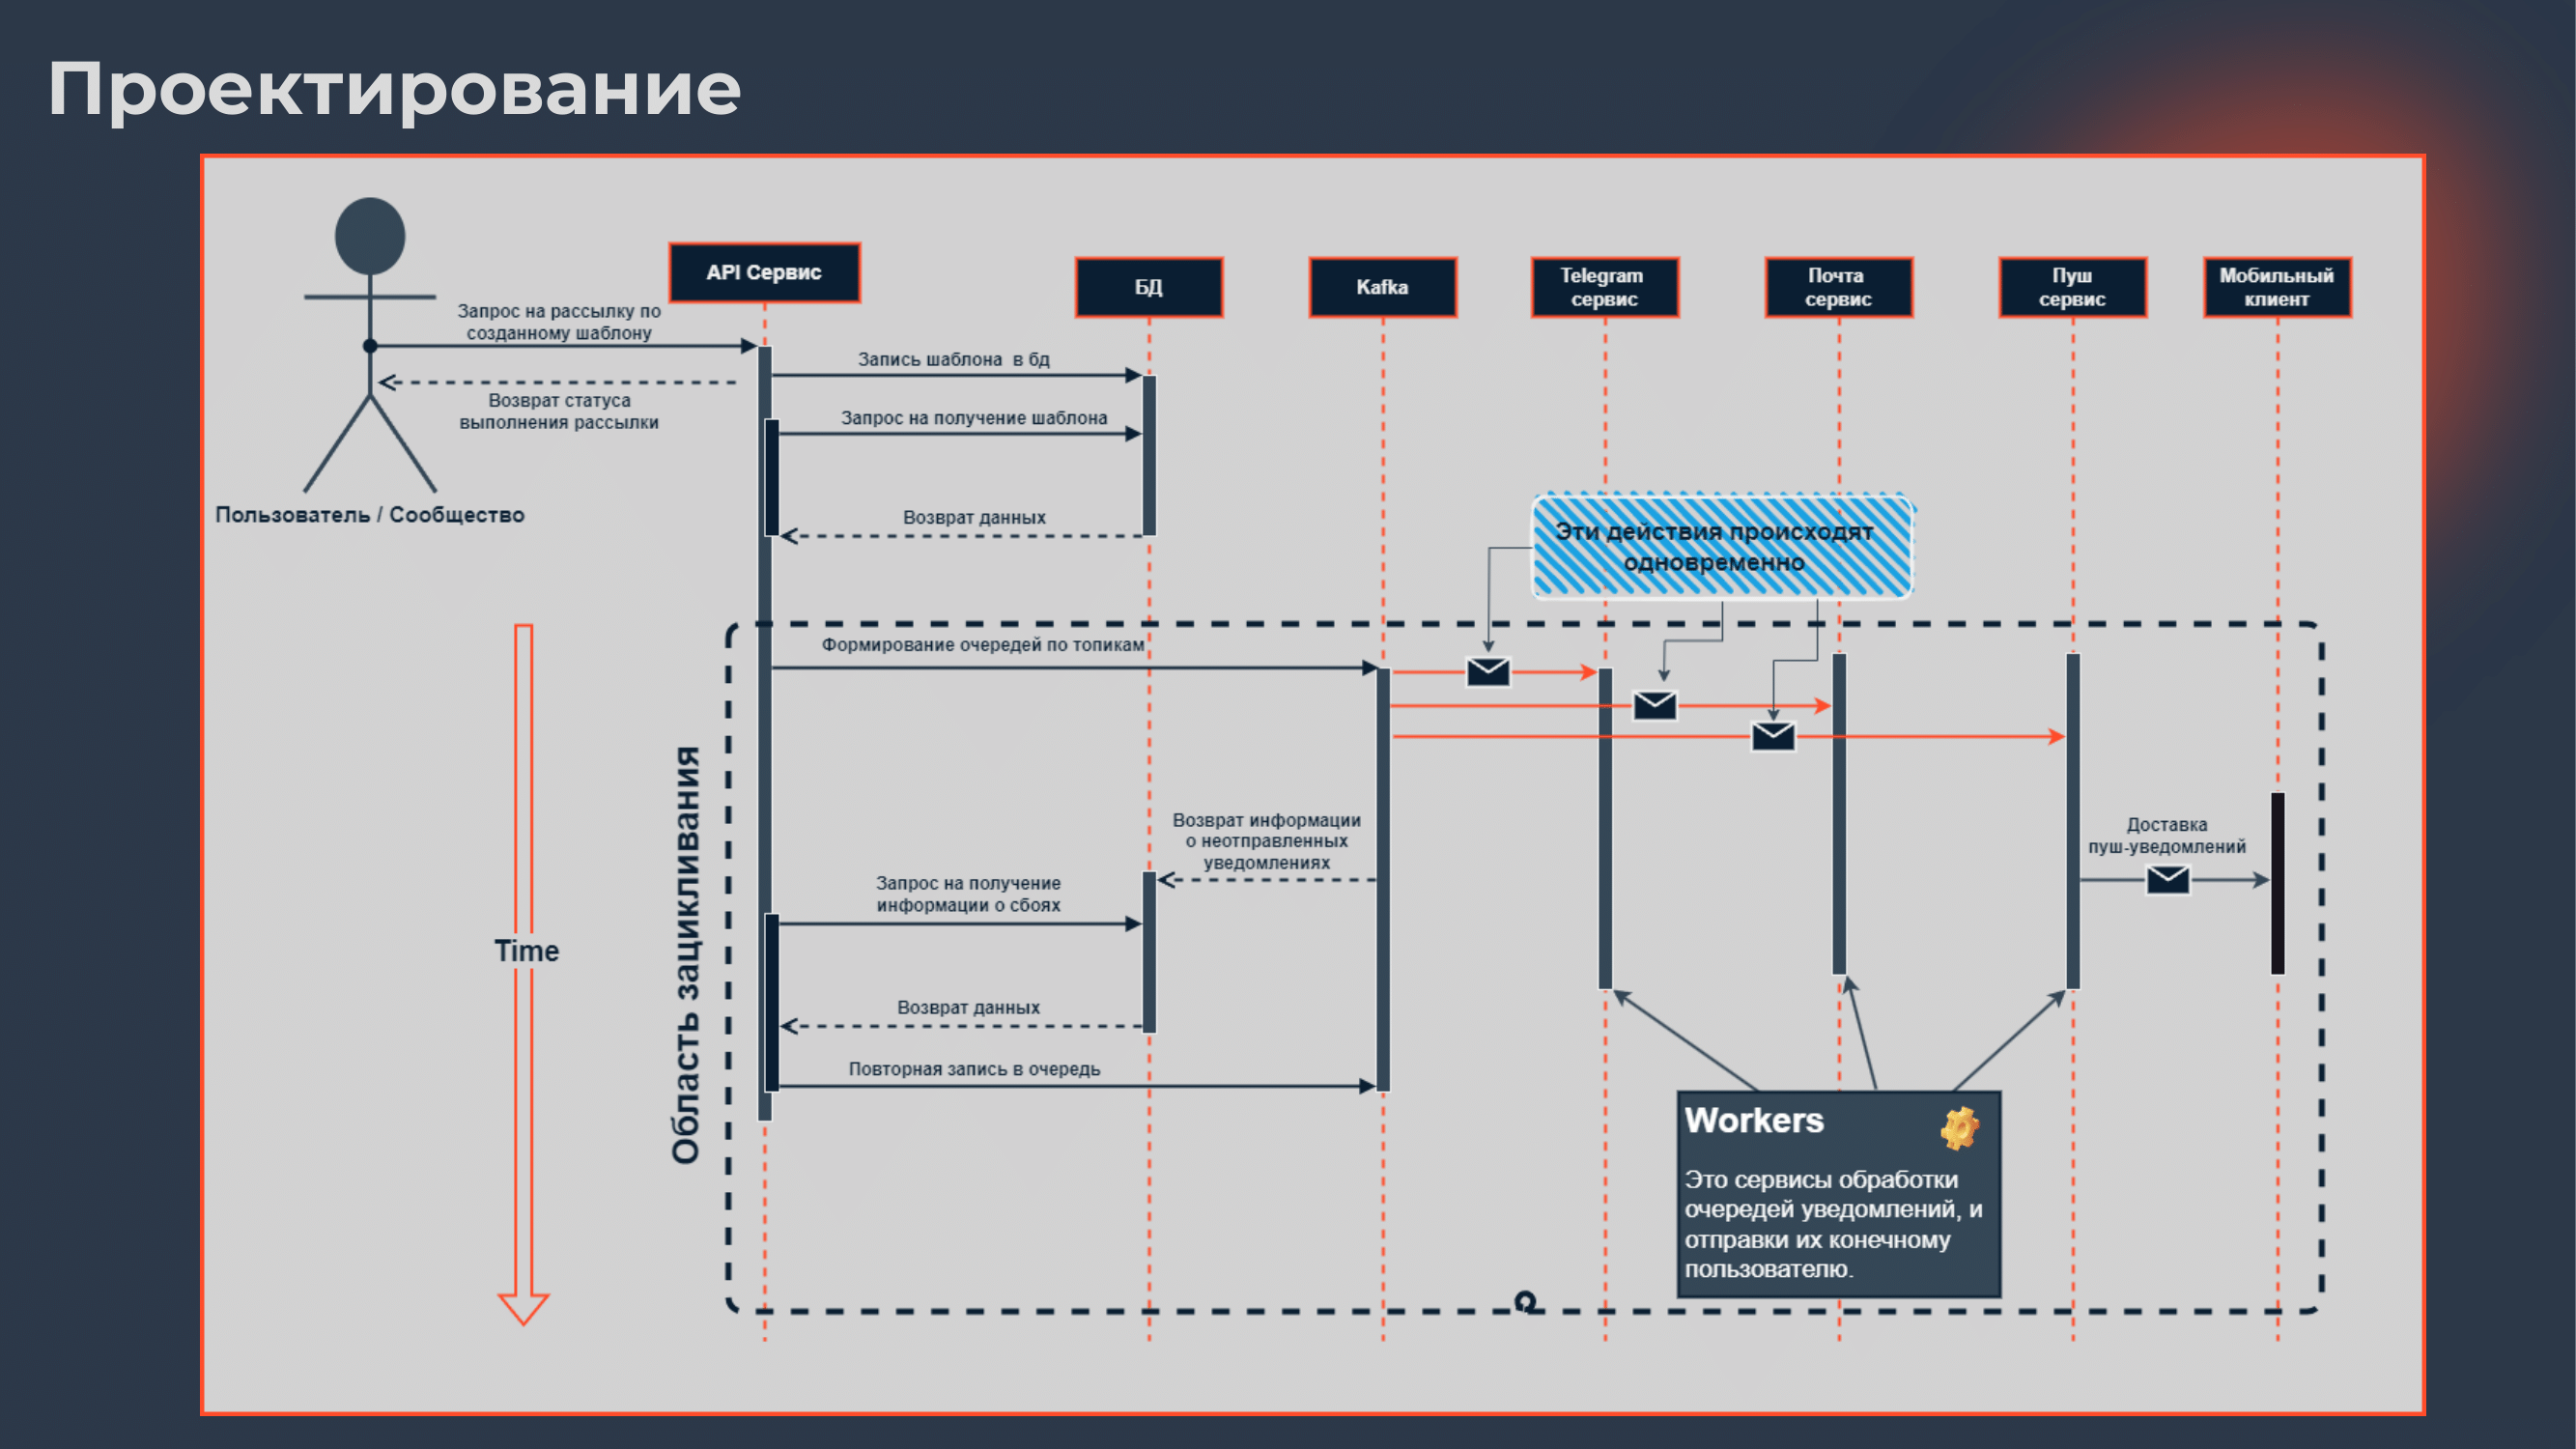 Проектирование
API Сервис
БД
Kafka
Telegram
сервис
Почта
сервис
Пуш
сервис
Мобильный
клиент
Запрос на рассылку по
созданному шаблону
Возврат статуса
выполнения рассылки
Пользователь / Сообщество
Запись шаблона в бд
Запрос на получение шаблона
Возврат данных
Эти действия происходят
одновременно
Формирование очередей по топикам
Область зацикливания
Time
Возврат информации
о неотправленных
уведомлениях
Доставка
пуш-уведомлений
Запрос на получение
информации о сбоях
Возврат данных
Повторная запись в очередь
Workers
Это сервисы обработки
очередей уведомлений, и
отправки их конечному
пользователю.